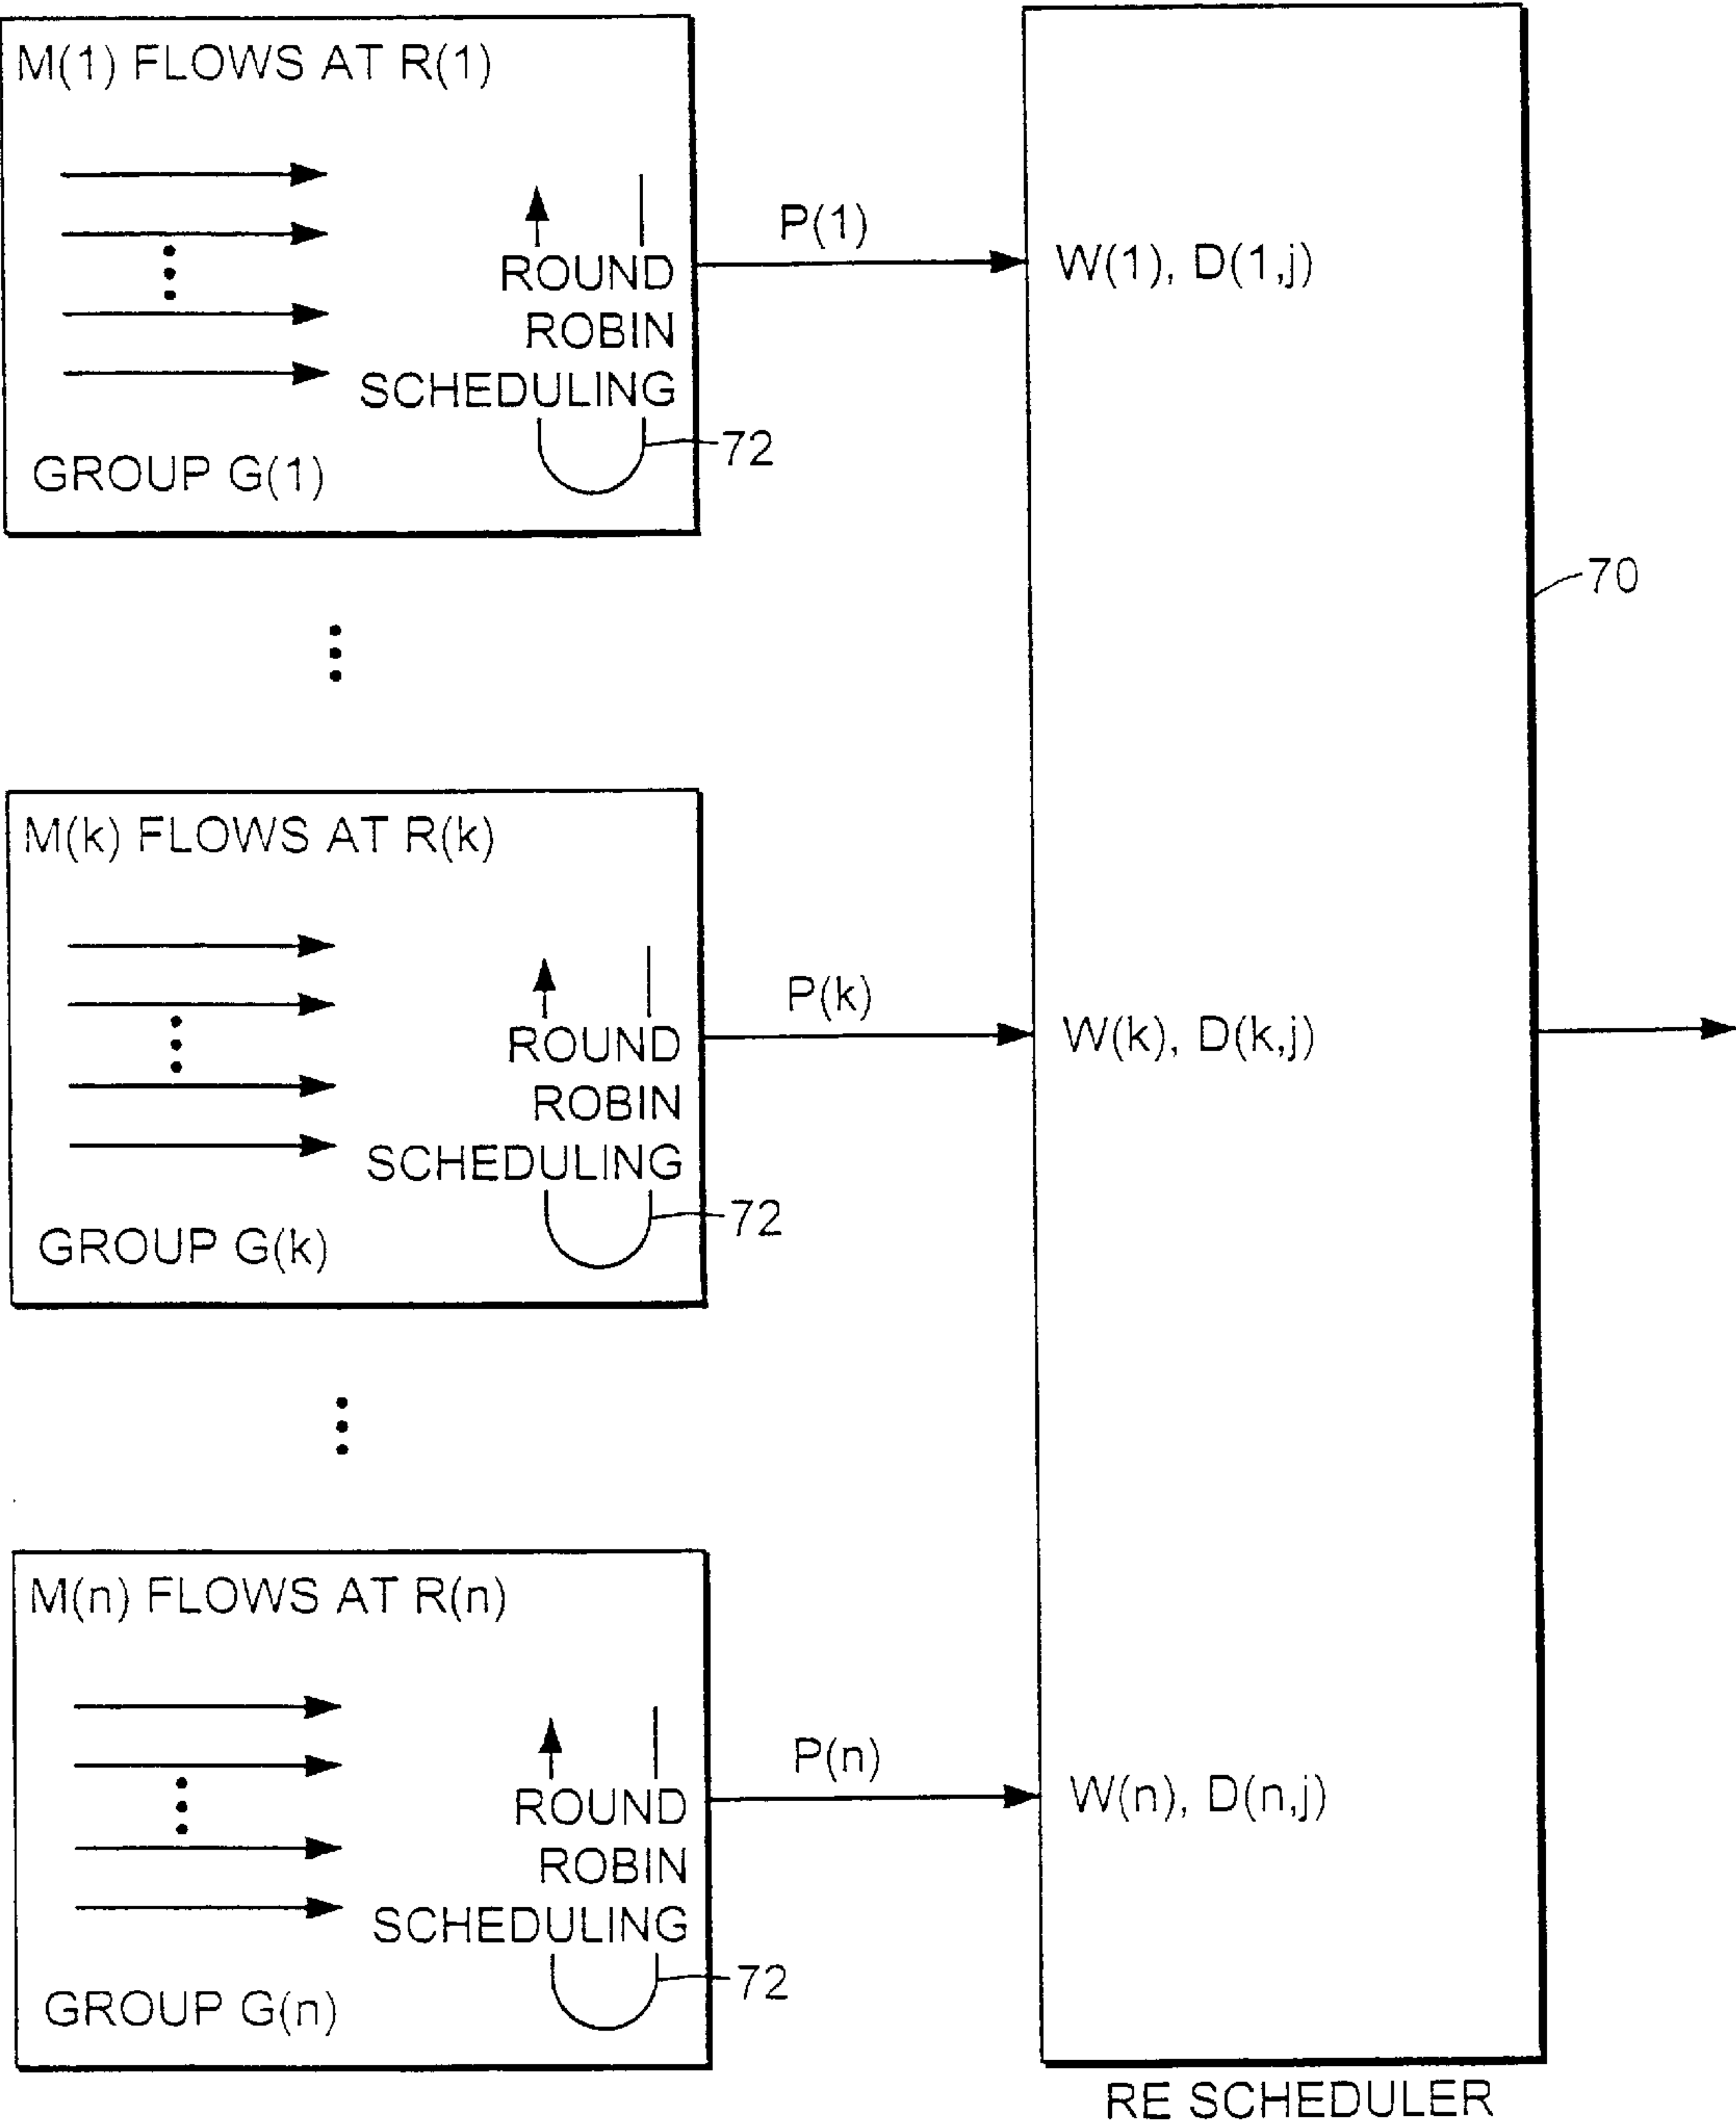 M(1) FLOWS AT R(1)
P(1)
ROUND
ROBIN
SCHEDULING
W(1), D(1,j)
72
GROUP G(1)
70
M(k) FLOWS AT R(k)
P(k)
ROUND
ROBIN
SCHEDULING
W(k), D(k,j)
72
GROUP G(k)
M(n) FLOWS AT R(n)
P(n)
ROUND
ROBIN
SCHEDULING
W(n), D(n,j)
72
GROUP G(n)
RE SCHEDULER